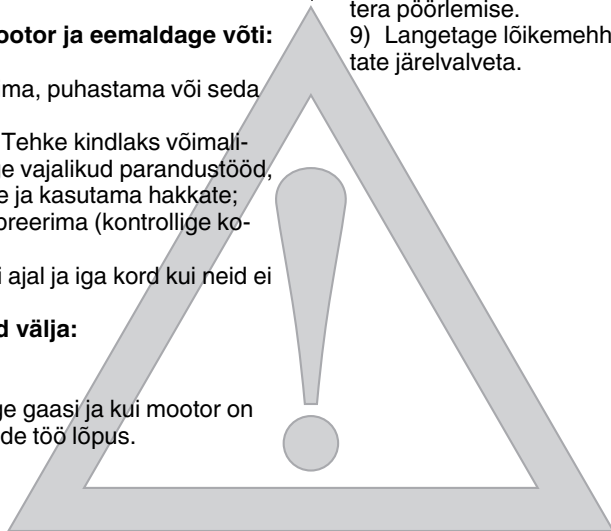 ootor ja eemaldage võti:
ma, puhastama või seda
Tehke kindlaks võimali-
ge vajalikud parandustööd,
e ja kasutama hakkate;
breerima (kontrollige ko-
i ajal ja iga kord kui neid ei
d välja:
ge gaasi ja kui mootor on
de töö lõpus.
tera pöörlemise.
9) Langetage lõikemehh
tate järelvalveta.